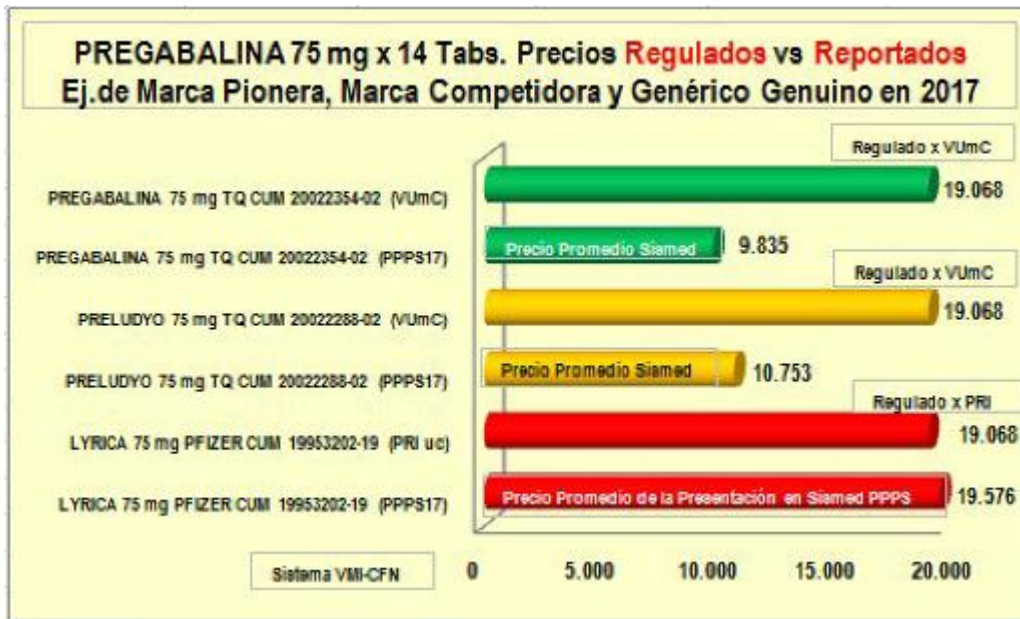 PREGABALINA 75 mg x 14 Tabs. Precios Regulados vs Reportados
Ej.de Marca Pionera, Marca Competidora y Genérico Genuino en 2017
Regulado x VUmC
PREGABALINA 75 mg TQ CUM 20022354-02 (VUmC)
19.068
PREGABALINA 75 mg TQ CUM 20022354-02 (PPPS17)
Precio Promedio Sismed
9.835
Regulado x VUmC
PRELUDYO 75 mg TQ CUM 20022288-02 (VUmC)
19.068
PRELUDYO 75 mg TQ CUM 20022288-02 (PPPS17)
Precio Promedio Sismed
10.753
Regulado x PRI
LYRICA 75 mg PFIZER CUM 19953202-19 (PRI uc)
19.068
LYRICA 75 mg PFIZER CUM 19953202-19 (PPPS17)
Precio Promedio de la Presentación en Sismed PPPS
19.576
Sistema VMI-CFN
0 5.000 10.000 15.000 20.000